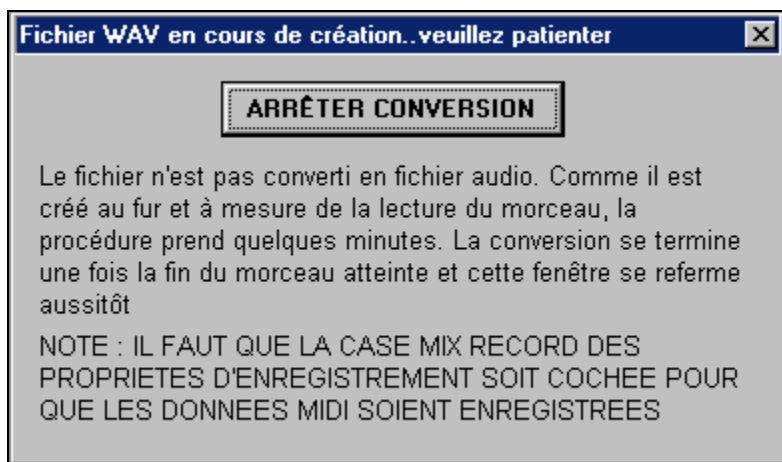 Fichier WAV en cours de création..veuillez patienter
ARRÊTER CONVERSION
Le fichier n'est pas converti en fichier audio. Comme il est
créé au fur et à mesure de la lecture du morceau, la
procédure prend quelques minutes. La conversion se termine
une fois la fin du morceau atteinte et cette fenêtre se referme
aussitôt
NOTE : IL FAUT QUE LA CASE MIX RECORD DES
PROPRIETES D'ENREGISTREMENT SOIT COCHEE POUR
QUE LES DONNEES MIDI SOIENT ENREGISTREES